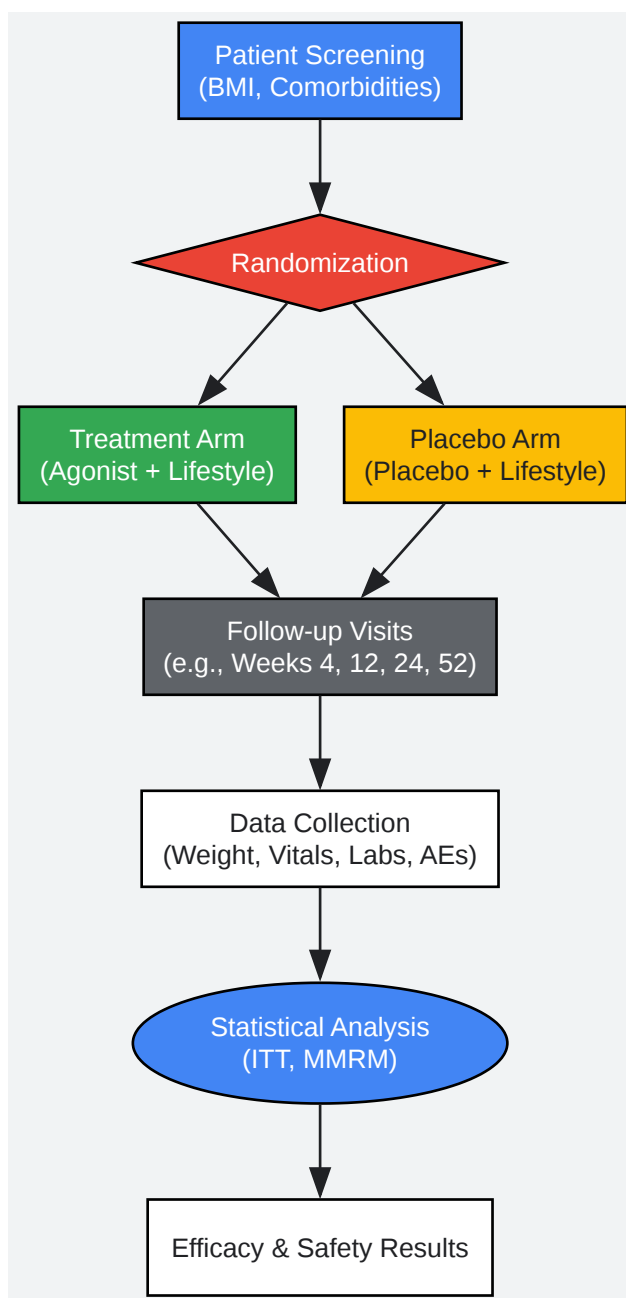 Patient Screening
(BMI, Comorbidities)
Randomization
Treatment Arm
(Agonist + Lifestyle)
Placebo Arm
(Placebo + Lifestyle)
Follow-up Visits
(e.g., Weeks 4, 12, 24, 52)
Data Collection
(Weight, Vitals, Labs, AEs)
Statistical Analysis
(ITT, MMRM)
Efficacy & Safety Results